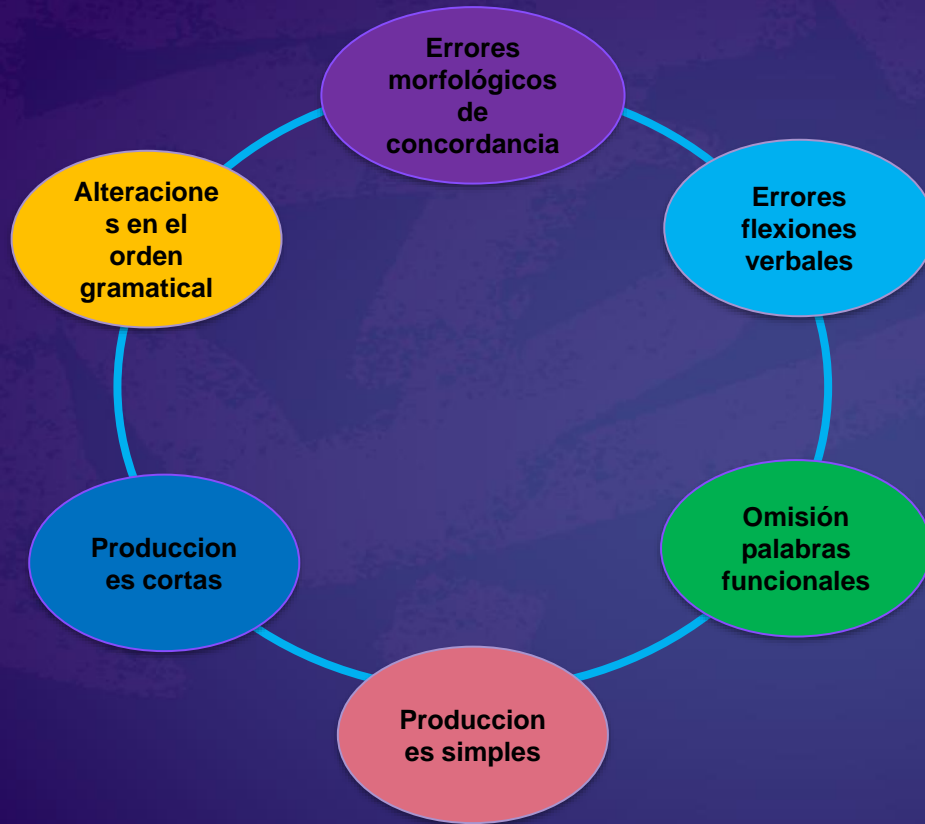 Errores
morfológicos
de
concordancia
Errores
flexiones
verbales
Omisión
palabras
funcionales
Produccion
es simples
Produccion
es cortas
Alteracione
s en el
orden
gramatical